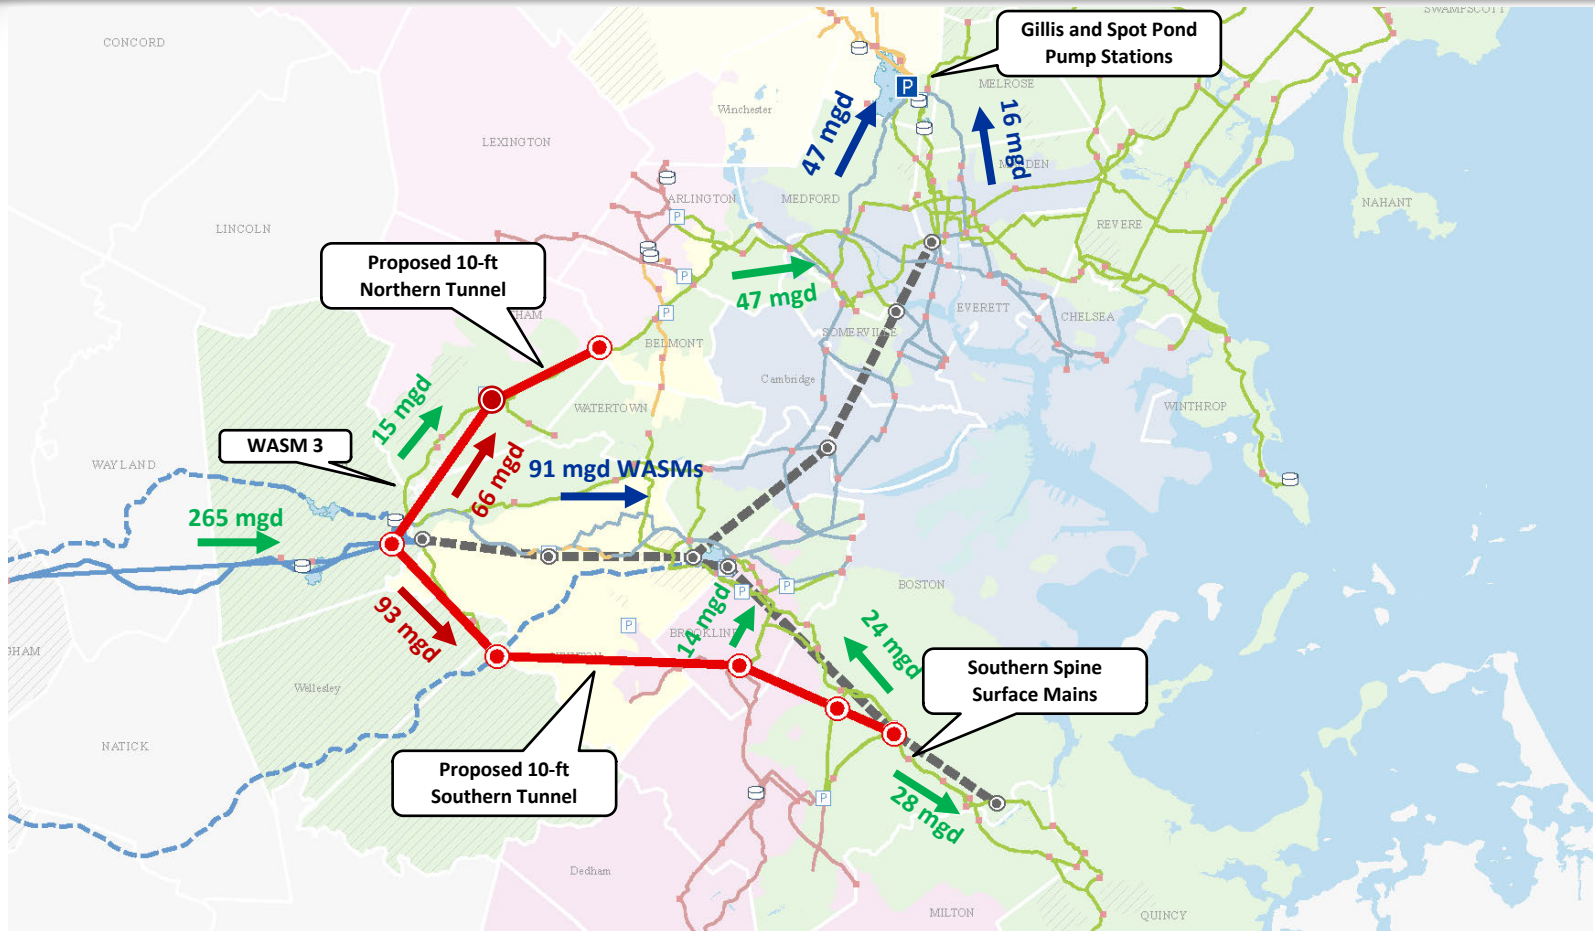 SWAMPSCOTT
CONCORD
Gillis and Spot Pond
Pump Stations
P
MELROSE
Winchester
47 mgd
16 mgd
LEXINGTON
ARLINGTON
MEDFORD
NAHANT
P
LINCOLN
REVERE
Proposed 10-ft
Northern Tunnel
P
47 mgd
P
HAM
EVERETT
CHELSEA
SOMERVILLE
BELMONT
Cambridge
WATERTOWN
WINTHROP
15 mgd
WASM 3
WAYLAND
66 mgd
91 mgd WASMs
265 mgd
BOSTON
P
P
93 mgd
14 mgd
P
BROOKLINE
24 mgd
GHAM
Wellesley
Southern Spine
Surface Mains
NATICK
Proposed 10-ft
Southern Tunnel
P
28 mgd
Dedham
MILTON
QUINCY